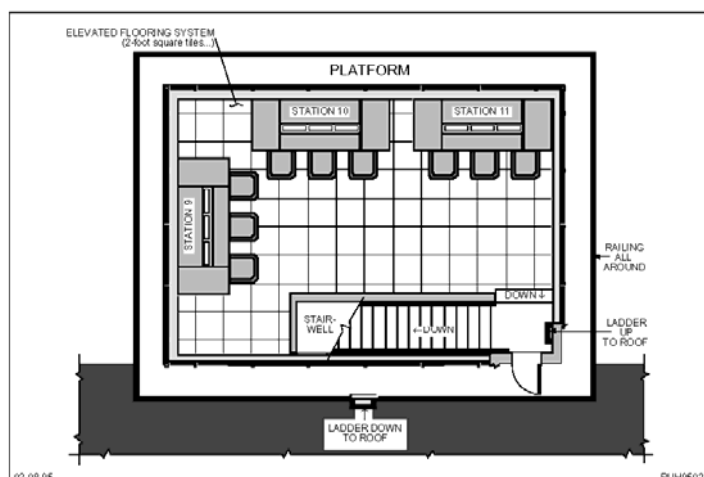 ELEVATED FLOORING SYSTEM
(2-foot square tiles...)
PLATFORM
STATION 10
STATION 11
STATION 9
RAILING
ALL
AROUND
DOWN↓
STAIR-
WELL
←DOWN
LADDER
UP
TO ROOF
LADDER DOWN
TO ROOF